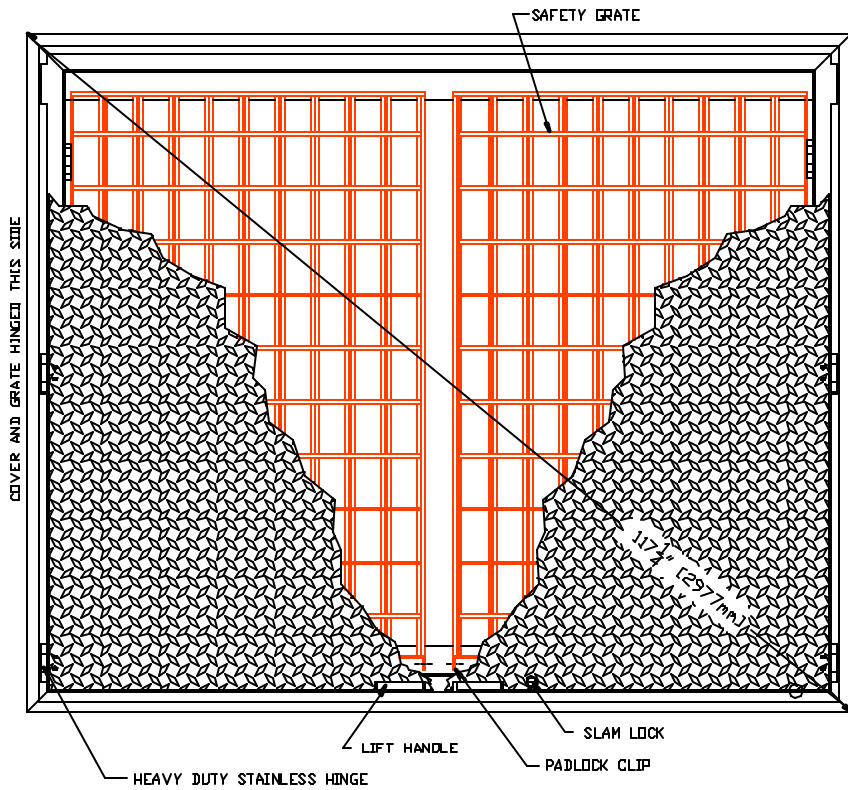 SAFETY GRATE
COVER AND GRATE HINGED THIS SIDE
117 1/4" [2977mm]
SLAM LOCK
LIFT HANDLE
PADLOCK CLIP
HEAVY DUTY STAINLESS HINGE